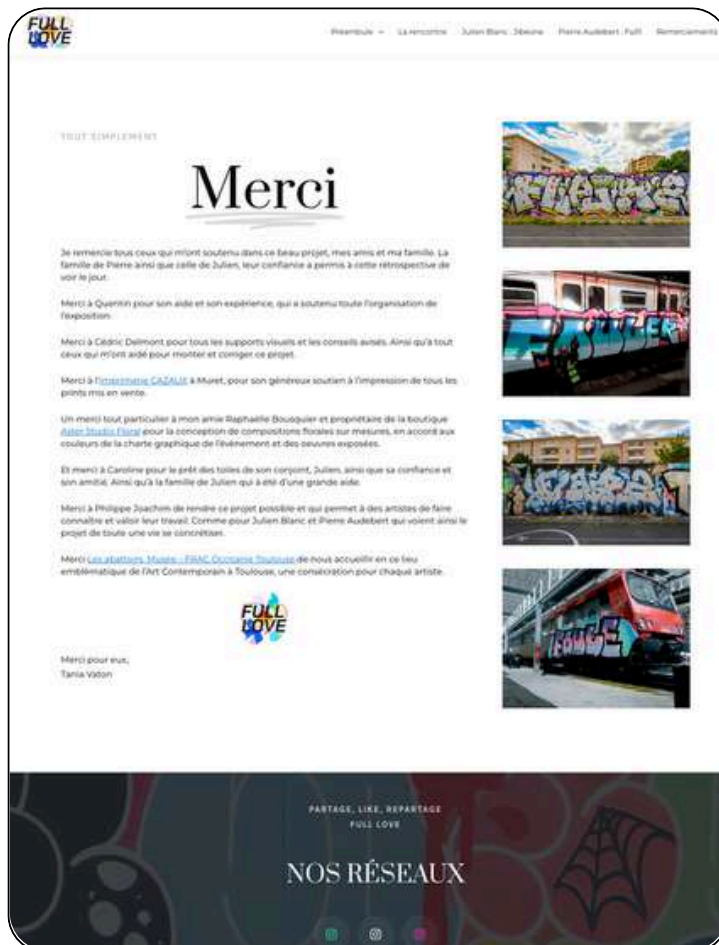 FULL
LOVE
Préambule
La rencontre
Julien Blanc . Jibeone
Pierre Audebert . Fulll
Remerciements
TOUT SIMPLEMENT
Merci
Je remercie tous ceux qui m'ont soutenu dans ce beau projet, mes amis et ma famille. La
famille de Pierre ainsi que celle de Julien, leur confiance a permis à cette rétrospective de
voir le jour.
Merci à Quentin pour son aide et son expérience, qui a soutenu toute l'organisation de
l'exposition.
Merci à Cédric Delmont pour tous les supports visuels et les conseils avisés. Ainsi qu'à tout
ceux qui m'ont aidé pour monter et corriger ce projet.
Merci à l'imprimerie CAZAUX à Muret, pour son généreux soutien à l'impression de tous les
prints mis en vente.
Un merci tout particulier à mon amie Raphaëlle Bousquier et propriétaire de la boutique
Aster Studio Floral pour la conception de compositions florales sur mesures, en accord aux
couleurs de la charte graphique de l'évènement et des oeuvres exposées.
Et merci à Caroline pour le prêt des toiles de son conjoint, Julien, ainsi que sa confiance et
son amitié. Ainsi qu'à la famille de Julien qui à été d'une grande aide.
Merci à Philippe Joachim de rendre ce projet possible et qui permet à des artistes de faire
connaître et valoir leur travail. Comme pour Julien Blanc et Pierre Audebert qui voient ainsi le
projet de toute une vie se concrétiser.
Merci Les abattoirs, Musée - FRAC Occitanie Toulouse de nous accueillir en ce lieu
emblématique de l'Art Contemporain à Toulouse, une consécration pour chaque artiste.
FULL
LOVE
Merci pour eux,
Tania Vaton
PARTAGE, LIKE, REPARTAGE
FULL LOVE
NOS RÉSEAUX